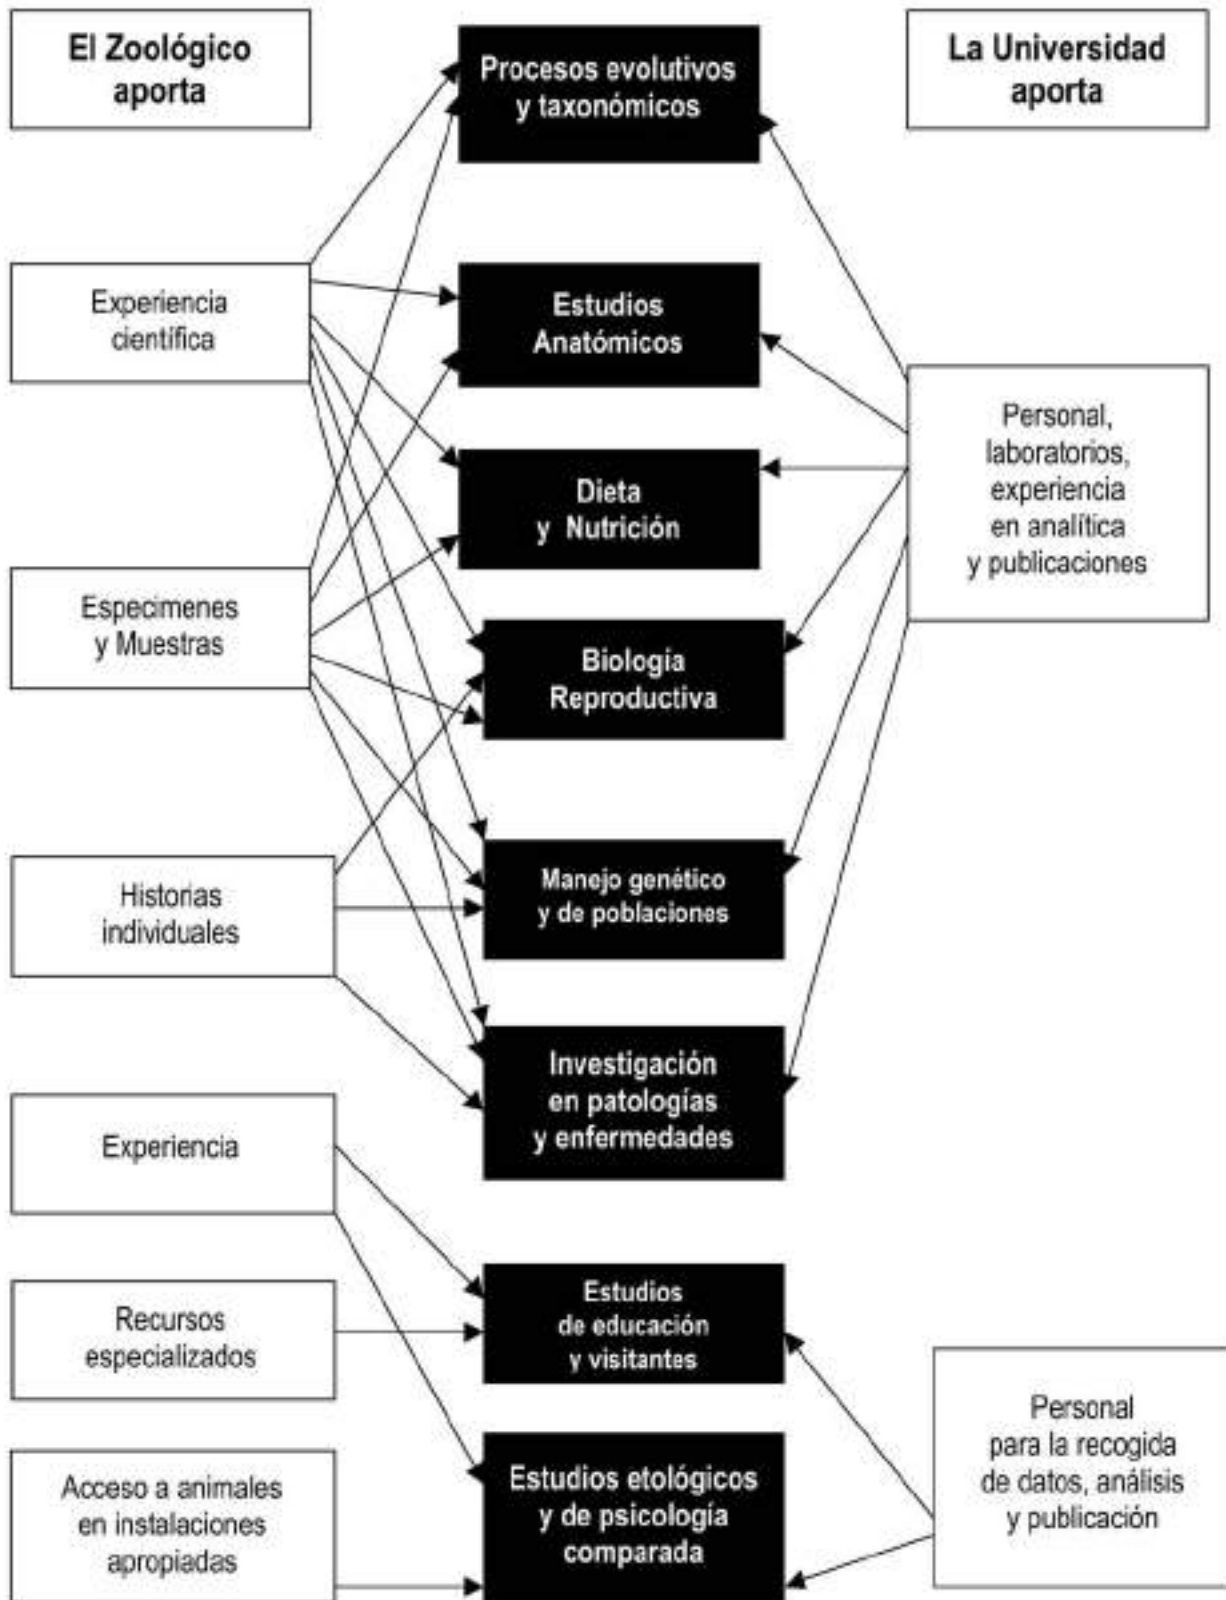 El Zoológico
aporta
Procesos evolutivos
y taxonómicos
La Universidad
aporta
Experiencia
científica
Estudios
Anatómicos
Personal,
laboratorios,
experiencia
en analítica
y publicaciones
Dieta
y Nutrición
Especimenes
y Muestras
Biología
Reproductiva
Historias
individuales
Manejo genético
y de poblaciones
Investigación
en patologías
y enfermedades
Experiencia
Recursos
especializados
Estudios
de educación
y visitantes
Personal
para la recogida
de datos, análisis
y publicación
Acceso a animales
en instalaciones
apropiadas
Estudios etológicos
y de psicología
comparada